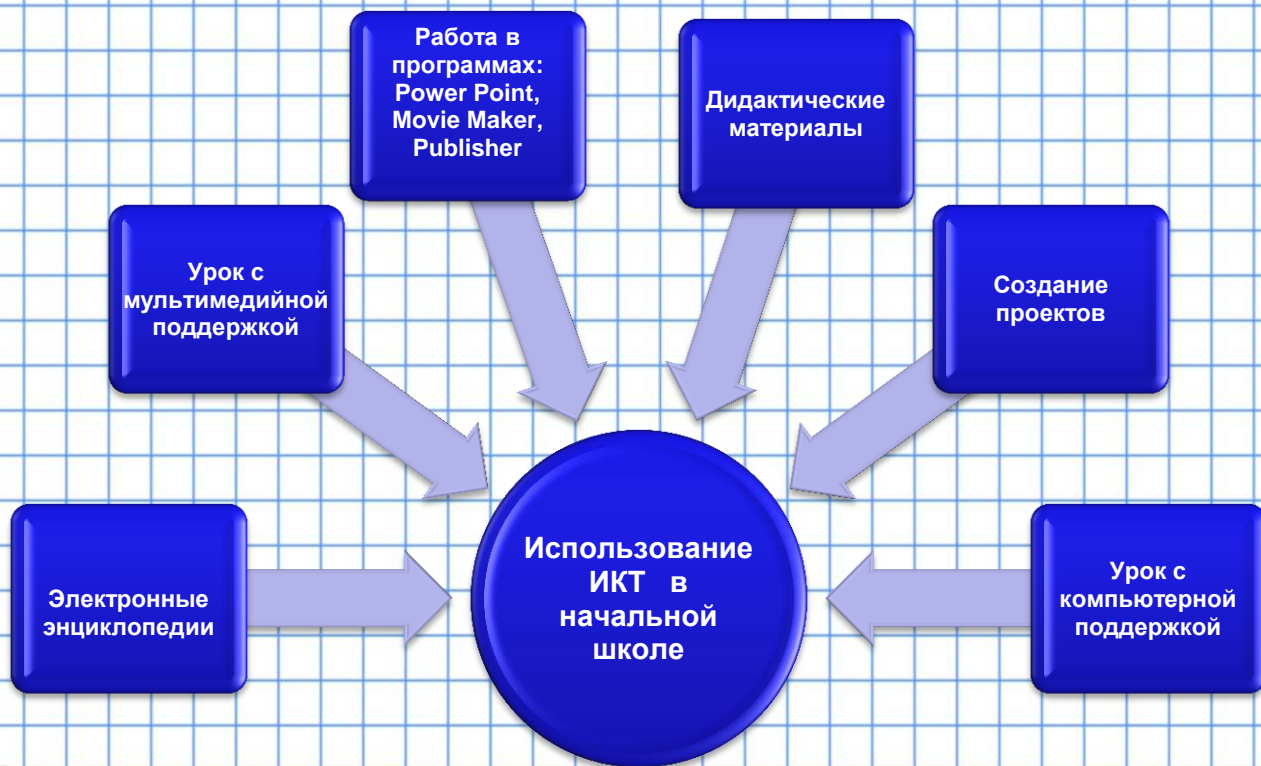 Работа в
программах:
Power Point,
Movie Maker,
Publisher
Дидактические
материалы
Урок с
мультимедийной
поддержкой
Создание
проектов
Электронные
энциклопедии
Использование
ИКТ в
начальной
школе
Урок с
компьютерной
поддержкой